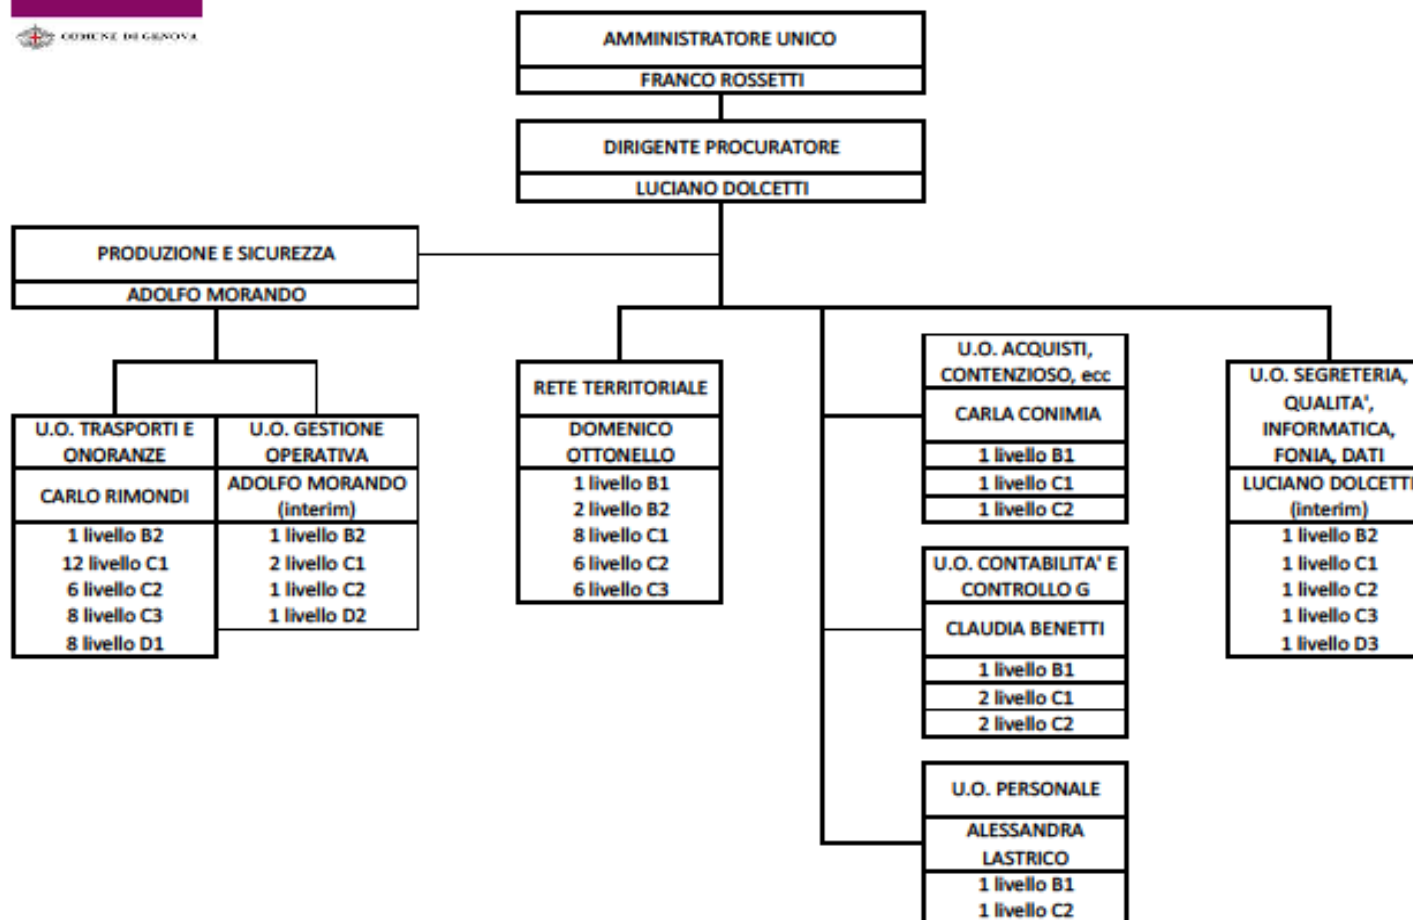 COMUNE DI GENOVA
AMMINISTRATORE UNICO
FRANCO ROSSETTI
DIRIGENTE PROCURATORE
LUCIANO DOLCETTI
PRODUZIONE E SICUREZZA
ADOLFO MORANDO
U.O. TRASPORTI E
ONORANZE
CARLO RIMONDI
1 livello B2
12 livello C1
6 livello C2
8 livello C3
8 livello D1
U.O. GESTIONE
OPERATIVA
ADOLFO MORANDO
(interim)
1 livello B2
2 livello C1
1 livello C2
1 livello D2
RETE TERRITORIALE
DOMENICO
OTTONELLO
1 livello B1
2 livello B2
8 livello C1
6 livello C2
6 livello C3
U.O. ACQUISTI,
CONTENZIOSO, ecc
CARLA CONIMIA
1 livello B1
1 livello C1
1 livello C2
U.O. CONTABILITA' E
CONTROLLO G
CLAUDIA BENETTI
1 livello B1
2 livello C1
2 livello C2
U.O. PERSONALE
ALESSANDRA
LASTRICO
1 livello B1
1 livello C2
U.O. SEGRETERIA,
QUALITA',
INFORMATICA,
FONIA, DATI
LUCIANO DOLCETTI
(interim)
1 livello B2
1 livello C1
1 livello C2
1 livello C3
1 livello D3